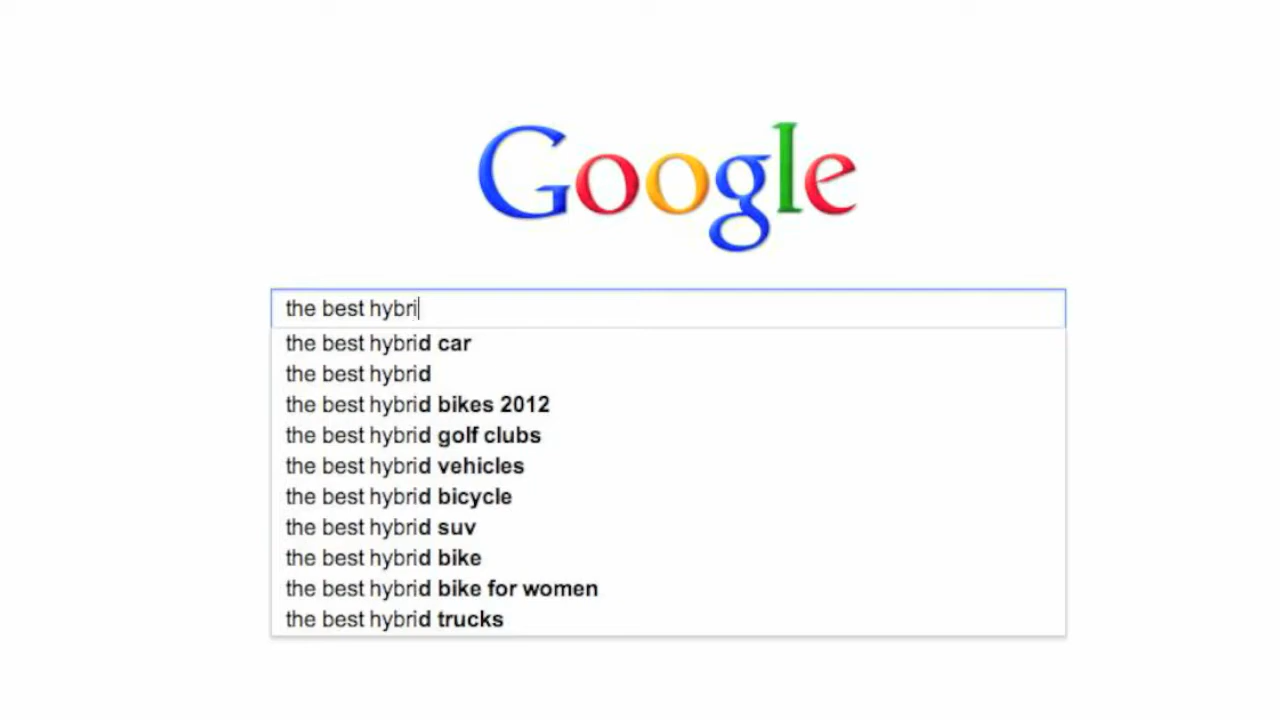 Google
the best hybri
the best hybrid car
the best hybrid
the best hybrid bikes 2012
the best hybrid golf clubs
the best hybrid vehicles
the best hybrid bicycle
the best hybrid suv
the best hybrid bike
the best hybrid bike for women
the best hybrid trucks